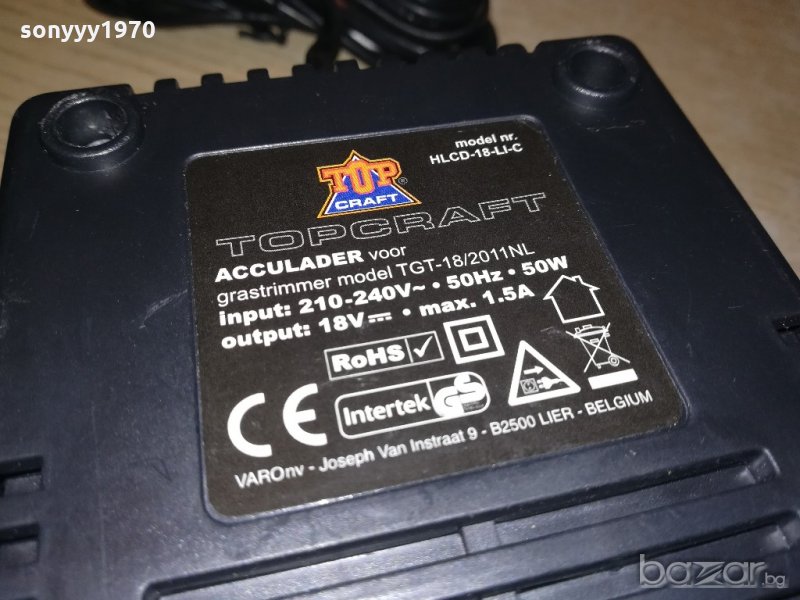 sonyyy1970
model nr.
HLCD-18-LI-C
TOP
CRAFT
®
TOPCRAFT
ACCULADER voor
grastrimmer model TGT-18/2011NL
input: 210-240V~ • 50Hz • 50W
output: 18V⎓ • max. 1.5A
RoHS ✓
CE Intertek GS
VAROnv - Joseph Van Instraat 9 - B2500 LIER - BELGIUM
bazar.bg